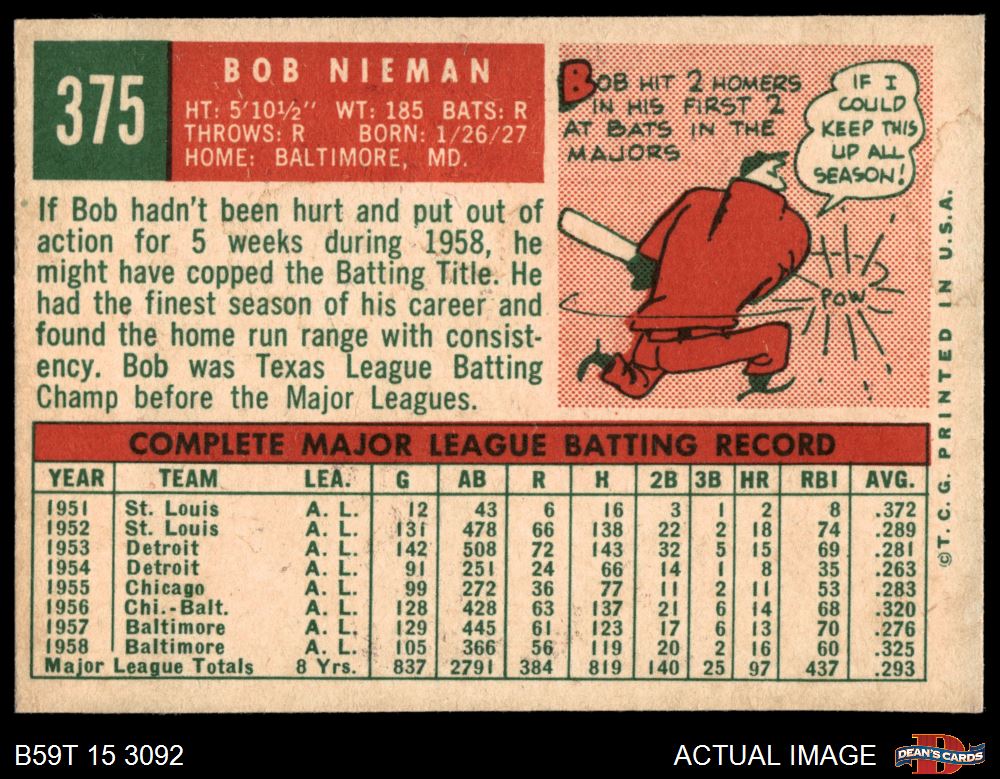 375
BOB NIEMAN
HT: 5'10½" WT: 185 BATS: R
THROWS: R BORN: 1/26/27
HOME: BALTIMORE, MD.
BOB HIT 2 HOMERS
IN HIS FIRST 2
AT BATS IN THE
MAJORS
IF I
COULD
KEEP THIS
UP ALL
SEASON!
POW
If Bob hadn't been hurt and put out of
action for 5 weeks during 1958, he
might have copped the Batting Title. He
had the finest season of his career and
found the home run range with consist-
ency. Bob was Texas League Batting
Champ before the Major Leagues.
COMPLETE MAJOR LEAGUE BATTING RECORD
YEAR TEAM LEA. G AB R H 2B 3B HR RBI AVG.
1951 St. Louis A. L. 12 43 6 16 3 1 2 8 .372
1952 St. Louis A. L. 131 478 66 138 22 2 18 74 .289
1953 Detroit A. L. 142 508 72 143 32 5 15 69 .281
1954 Detroit A. L. 91 251 24 66 14 1 8 35 .263
1955 Chicago A. L. 99 272 36 77 11 2 11 53 .283
1956 Chi.-Balt. A. L. 128 428 63 137 21 6 14 68 .320
1957 Baltimore A. L. 129 445 61 123 17 6 13 70 .276
1958 Baltimore A. L. 105 366 56 119 20 2 16 60 .325
Major League Totals 8 Yrs. 837 2791 384 819 140 25 97 437 .293
©T. C. G. PRINTED IN U.S.A.
B59T 15 3092
ACTUAL IMAGE
D
DEAN'S CARDS